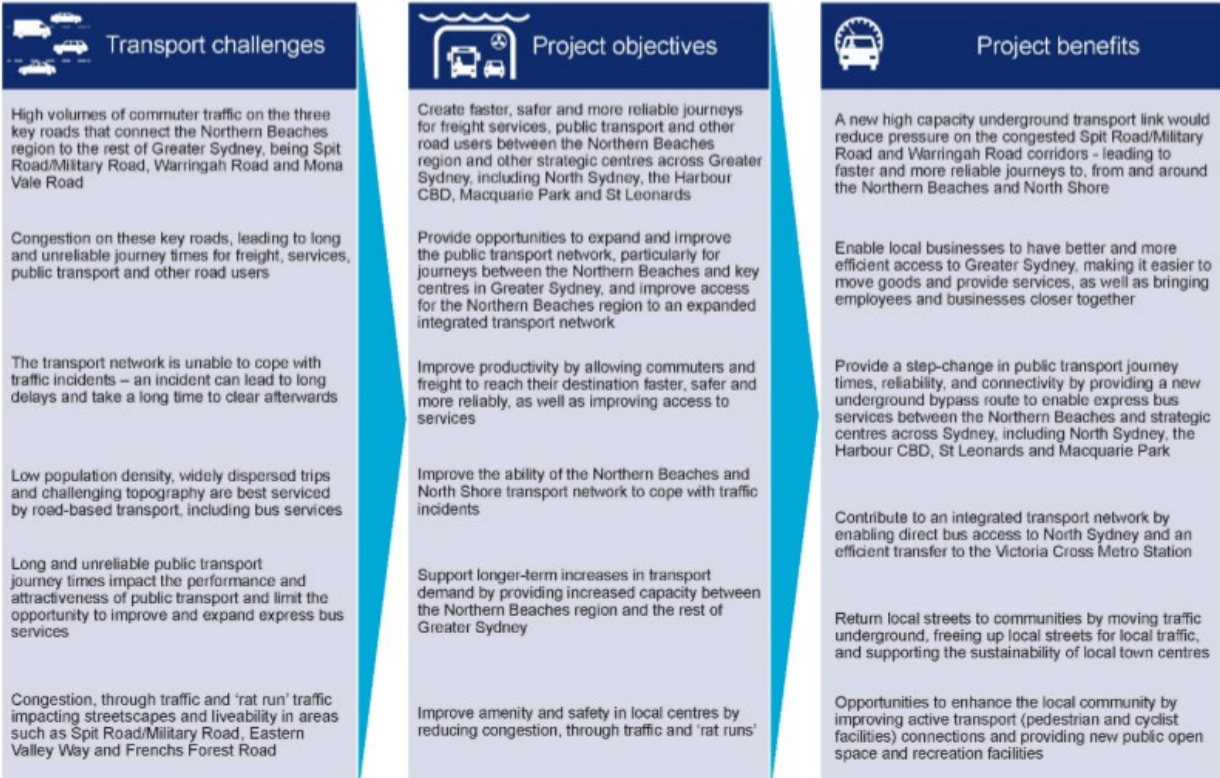 Transport challenges
High volumes of commuter traffic on the three
key roads that connect the Northern Beaches
region to the rest of Greater Sydney, being Spit
Road/Military Road, Warringah Road and Mona
Vale Road
Congestion on these key roads, leading to long
and unreliable journey times for freight, services,
public transport and other road users
The transport network is unable to cope with
traffic incidents – an incident can lead to long
delays and take a long time to clear afterwards
Low population density, widely dispersed trips
and challenging topography are best serviced
by road-based transport, including bus services
Long and unreliable public transport
journey times impact the performance and
attractiveness of public transport and limit the
opportunity to improve and expand express bus
services
Congestion, through traffic and ‘rat run’ traffic
impacting streetscapes and liveability in areas
such as Spit Road/Military Road, Eastern
Valley Way and Frenchs Forest Road
Project objectives
Create faster, safer and more reliable journeys
for freight services, public transport and other
road users between the Northern Beaches
region and other strategic centres across Greater
Sydney, including North Sydney, the Harbour
CBD, Macquarie Park and St Leonards
Provide opportunities to expand and improve
the public transport network, particularly for
journeys between the Northern Beaches and key
centres in Greater Sydney, and improve access
for the Northern Beaches region to an expanded
integrated transport network
Improve productivity by allowing commuters and
freight to reach their destination faster, safer and
more reliably, as well as improving access to
services
Improve the ability of the Northern Beaches and
North Shore transport network to cope with traffic
incidents
Support longer-term increases in transport
demand by providing increased capacity between
the Northern Beaches region and the rest of
Greater Sydney
Improve amenity and safety in local centres by
reducing congestion, through traffic and ‘rat runs’
Project benefits
A new high capacity underground transport link would
reduce pressure on the congested Spit Road/Military
Road and Warringah Road corridors - leading to
faster and more reliable journeys to, from and around
the Northern Beaches and North Shore
Enable local businesses to have better and more
efficient access to Greater Sydney, making it easier to
move goods and provide services, as well as bringing
employees and businesses closer together
Provide a step-change in public transport journey
times, reliability, and connectivity by providing a new
underground bypass route to enable express bus
services between the Northern Beaches and strategic
centres across Sydney, including North Sydney, the
Harbour CBD, St Leonards and Macquarie Park
Contribute to an integrated transport network by
enabling direct bus access to North Sydney and an
efficient transfer to the Victoria Cross Metro Station
Return local streets to communities by moving traffic
underground, freeing up local streets for local traffic,
and supporting the sustainability of local town centres
Opportunities to enhance the local community by
improving active transport (pedestrian and cyclist
facilities) connections and providing new public open
space and recreation facilities